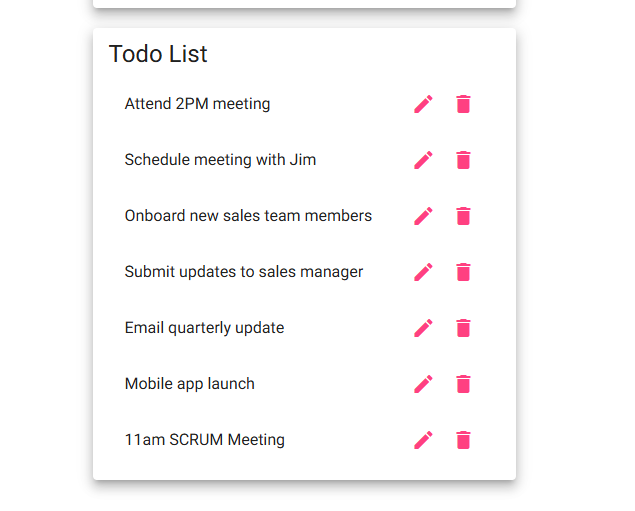 Todo List
Attend 2PM meeting
Schedule meeting with Jim
Onboard new sales team members
Submit updates to sales manager
Email quarterly update
Mobile app launch
11am SCRUM Meeting